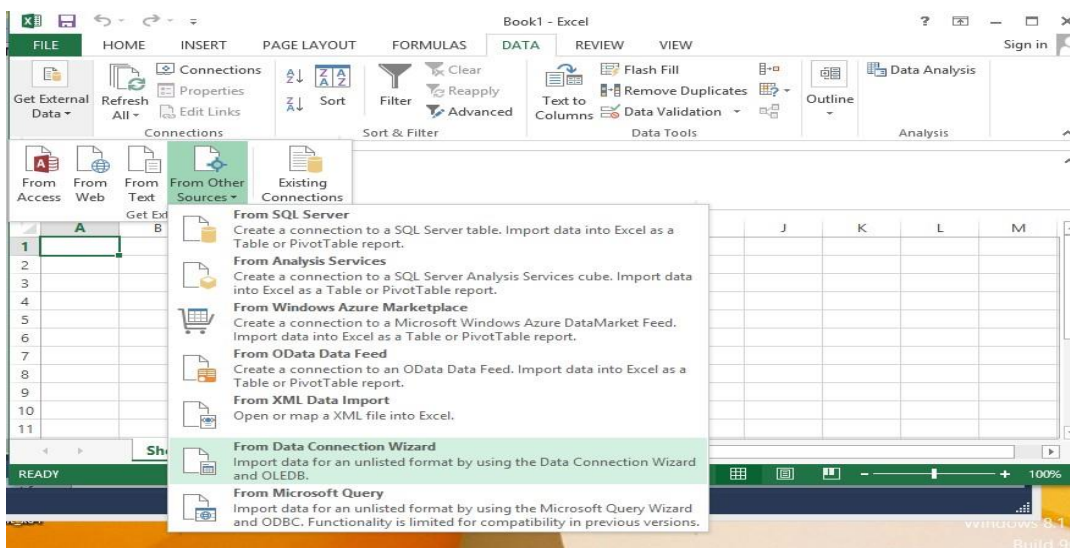 Book1 - Excel
FILE HOME INSERT PAGE LAYOUT FORMULAS DATA REVIEW VIEW Sign in
Get External Data
Refresh All
Connections
Properties
Edit Links
Connections
Sort
Filter
Clear
Reapply
Advanced
Sort & Filter
Text to Columns
Flash Fill
Remove Duplicates
Data Validation
Data Tools
Outline
Data Analysis
Analysis
From Access
From Web
From Text
From Other Sources
Existing Connections
Get Ext
A B J K L M
1
2
3
4
5
6
7
8
9
10
11
From SQL Server
Create a connection to a SQL Server table. Import data into Excel as a
Table or PivotTable report.
From Analysis Services
Create a connection to a SQL Server Analysis Services cube. Import data
into Excel as a Table or PivotTable report.
From Windows Azure Marketplace
Create a connection to a Microsoft Windows Azure DataMarket Feed.
Import data into Excel as a Table or PivotTable report.
From OData Data Feed
Create a connection to an OData Data Feed. Import data into Excel as a
Table or PivotTable report.
From XML Data Import
Open or map a XML file into Excel.
From Data Connection Wizard
Import data for an unlisted format by using the Data Connection Wizard
and OLEDB.
From Microsoft Query
Import data for an unlisted format by using the Microsoft Query Wizard
and ODBC. Functionality is limited for compatibility in previous versions.
She
READY 100%
Windows 8.1
Build 9